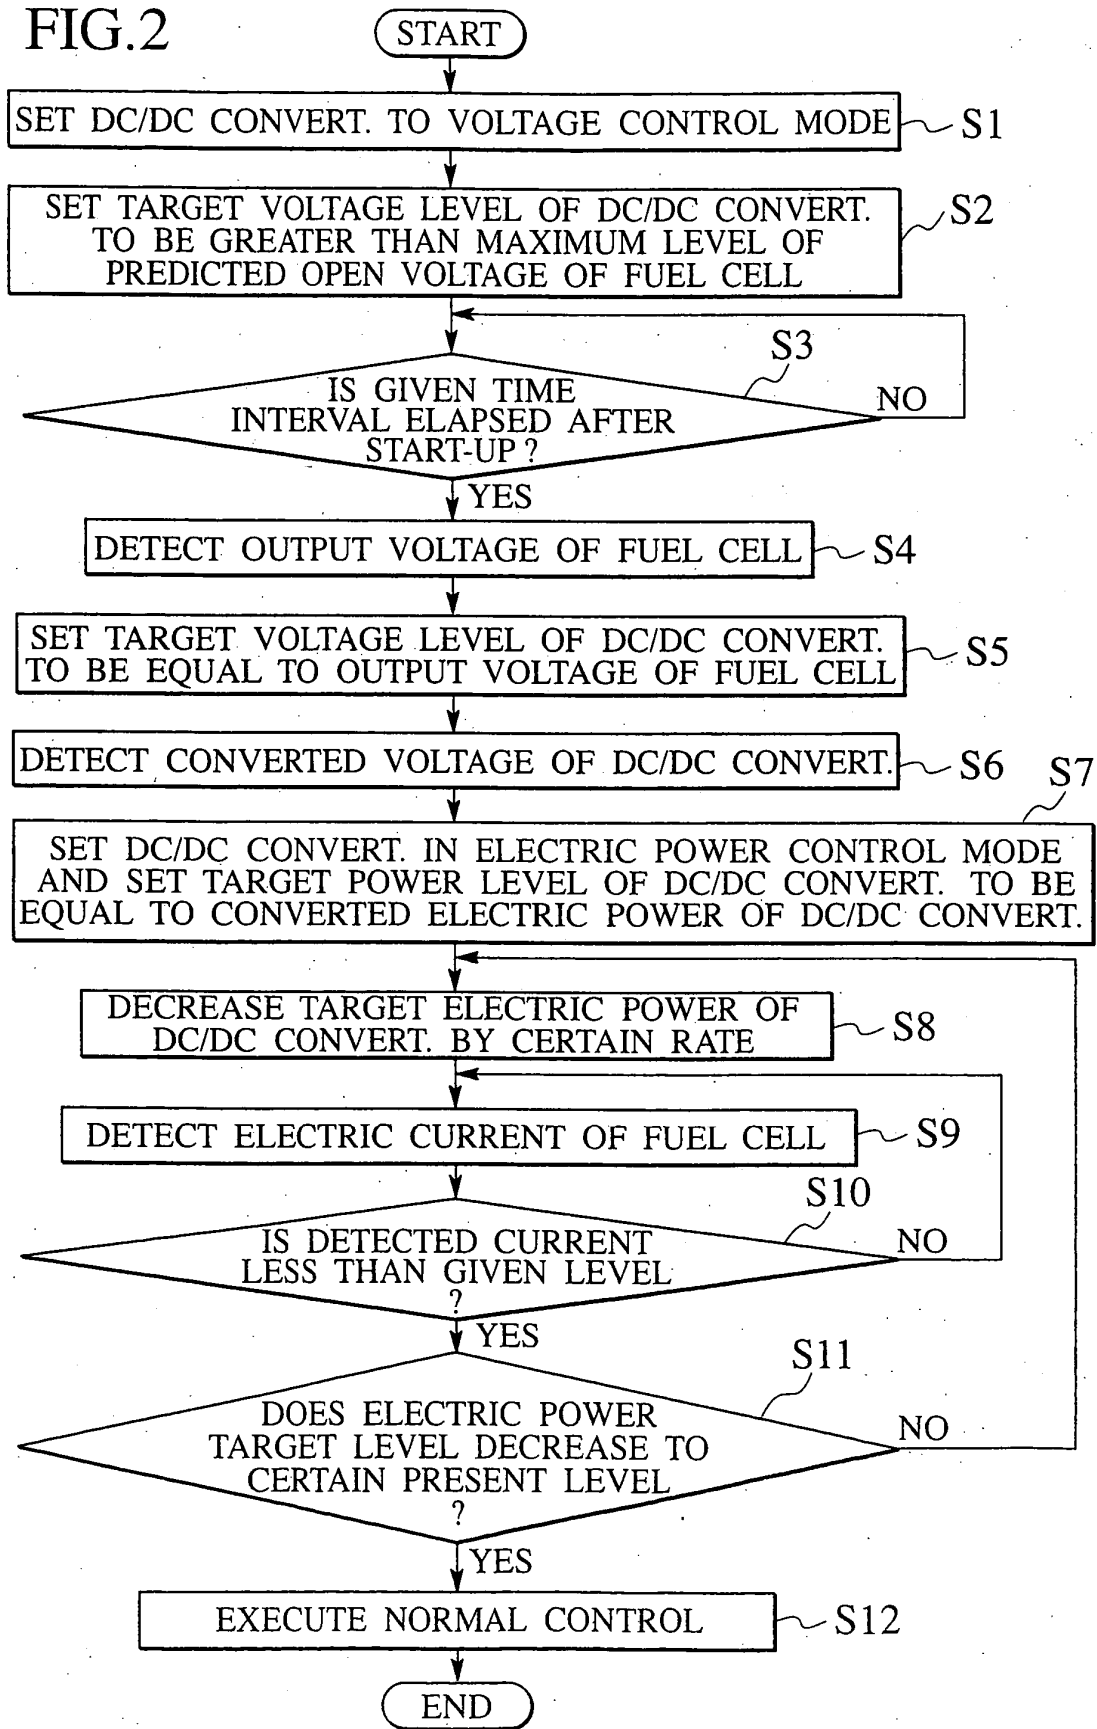 FIG.2
START
SET DC/DC CONVERT. TO VOLTAGE CONTROL MODE
S1
SET TARGET VOLTAGE LEVEL OF DC/DC CONVERT.
TO BE GREATER THAN MAXIMUM LEVEL OF
PREDICTED OPEN VOLTAGE OF FUEL CELL
S2
S3
IS GIVEN TIME
INTERVAL ELAPSED AFTER
START-UP ?
NO
YES
DETECT OUTPUT VOLTAGE OF FUEL CELL
S4
SET TARGET VOLTAGE LEVEL OF DC/DC CONVERT.
TO BE EQUAL TO OUTPUT VOLTAGE OF FUEL CELL
S5
DETECT CONVERTED VOLTAGE OF DC/DC CONVERT.
S6
S7
SET DC/DC CONVERT. IN ELECTRIC POWER CONTROL MODE
AND SET TARGET POWER LEVEL OF DC/DC CONVERT. TO BE
EQUAL TO CONVERTED ELECTRIC POWER OF DC/DC CONVERT.
DECREASE TARGET ELECTRIC POWER OF
DC/DC CONVERT. BY CERTAIN RATE
S8
DETECT ELECTRIC CURRENT OF FUEL CELL
S9
S10
IS DETECTED CURRENT
LESS THAN GIVEN LEVEL
?
NO
YES
S11
DOES ELECTRIC POWER
TARGET LEVEL DECREASE TO
CERTAIN PRESENT LEVEL
?
NO
YES
EXECUTE NORMAL CONTROL
S12
END